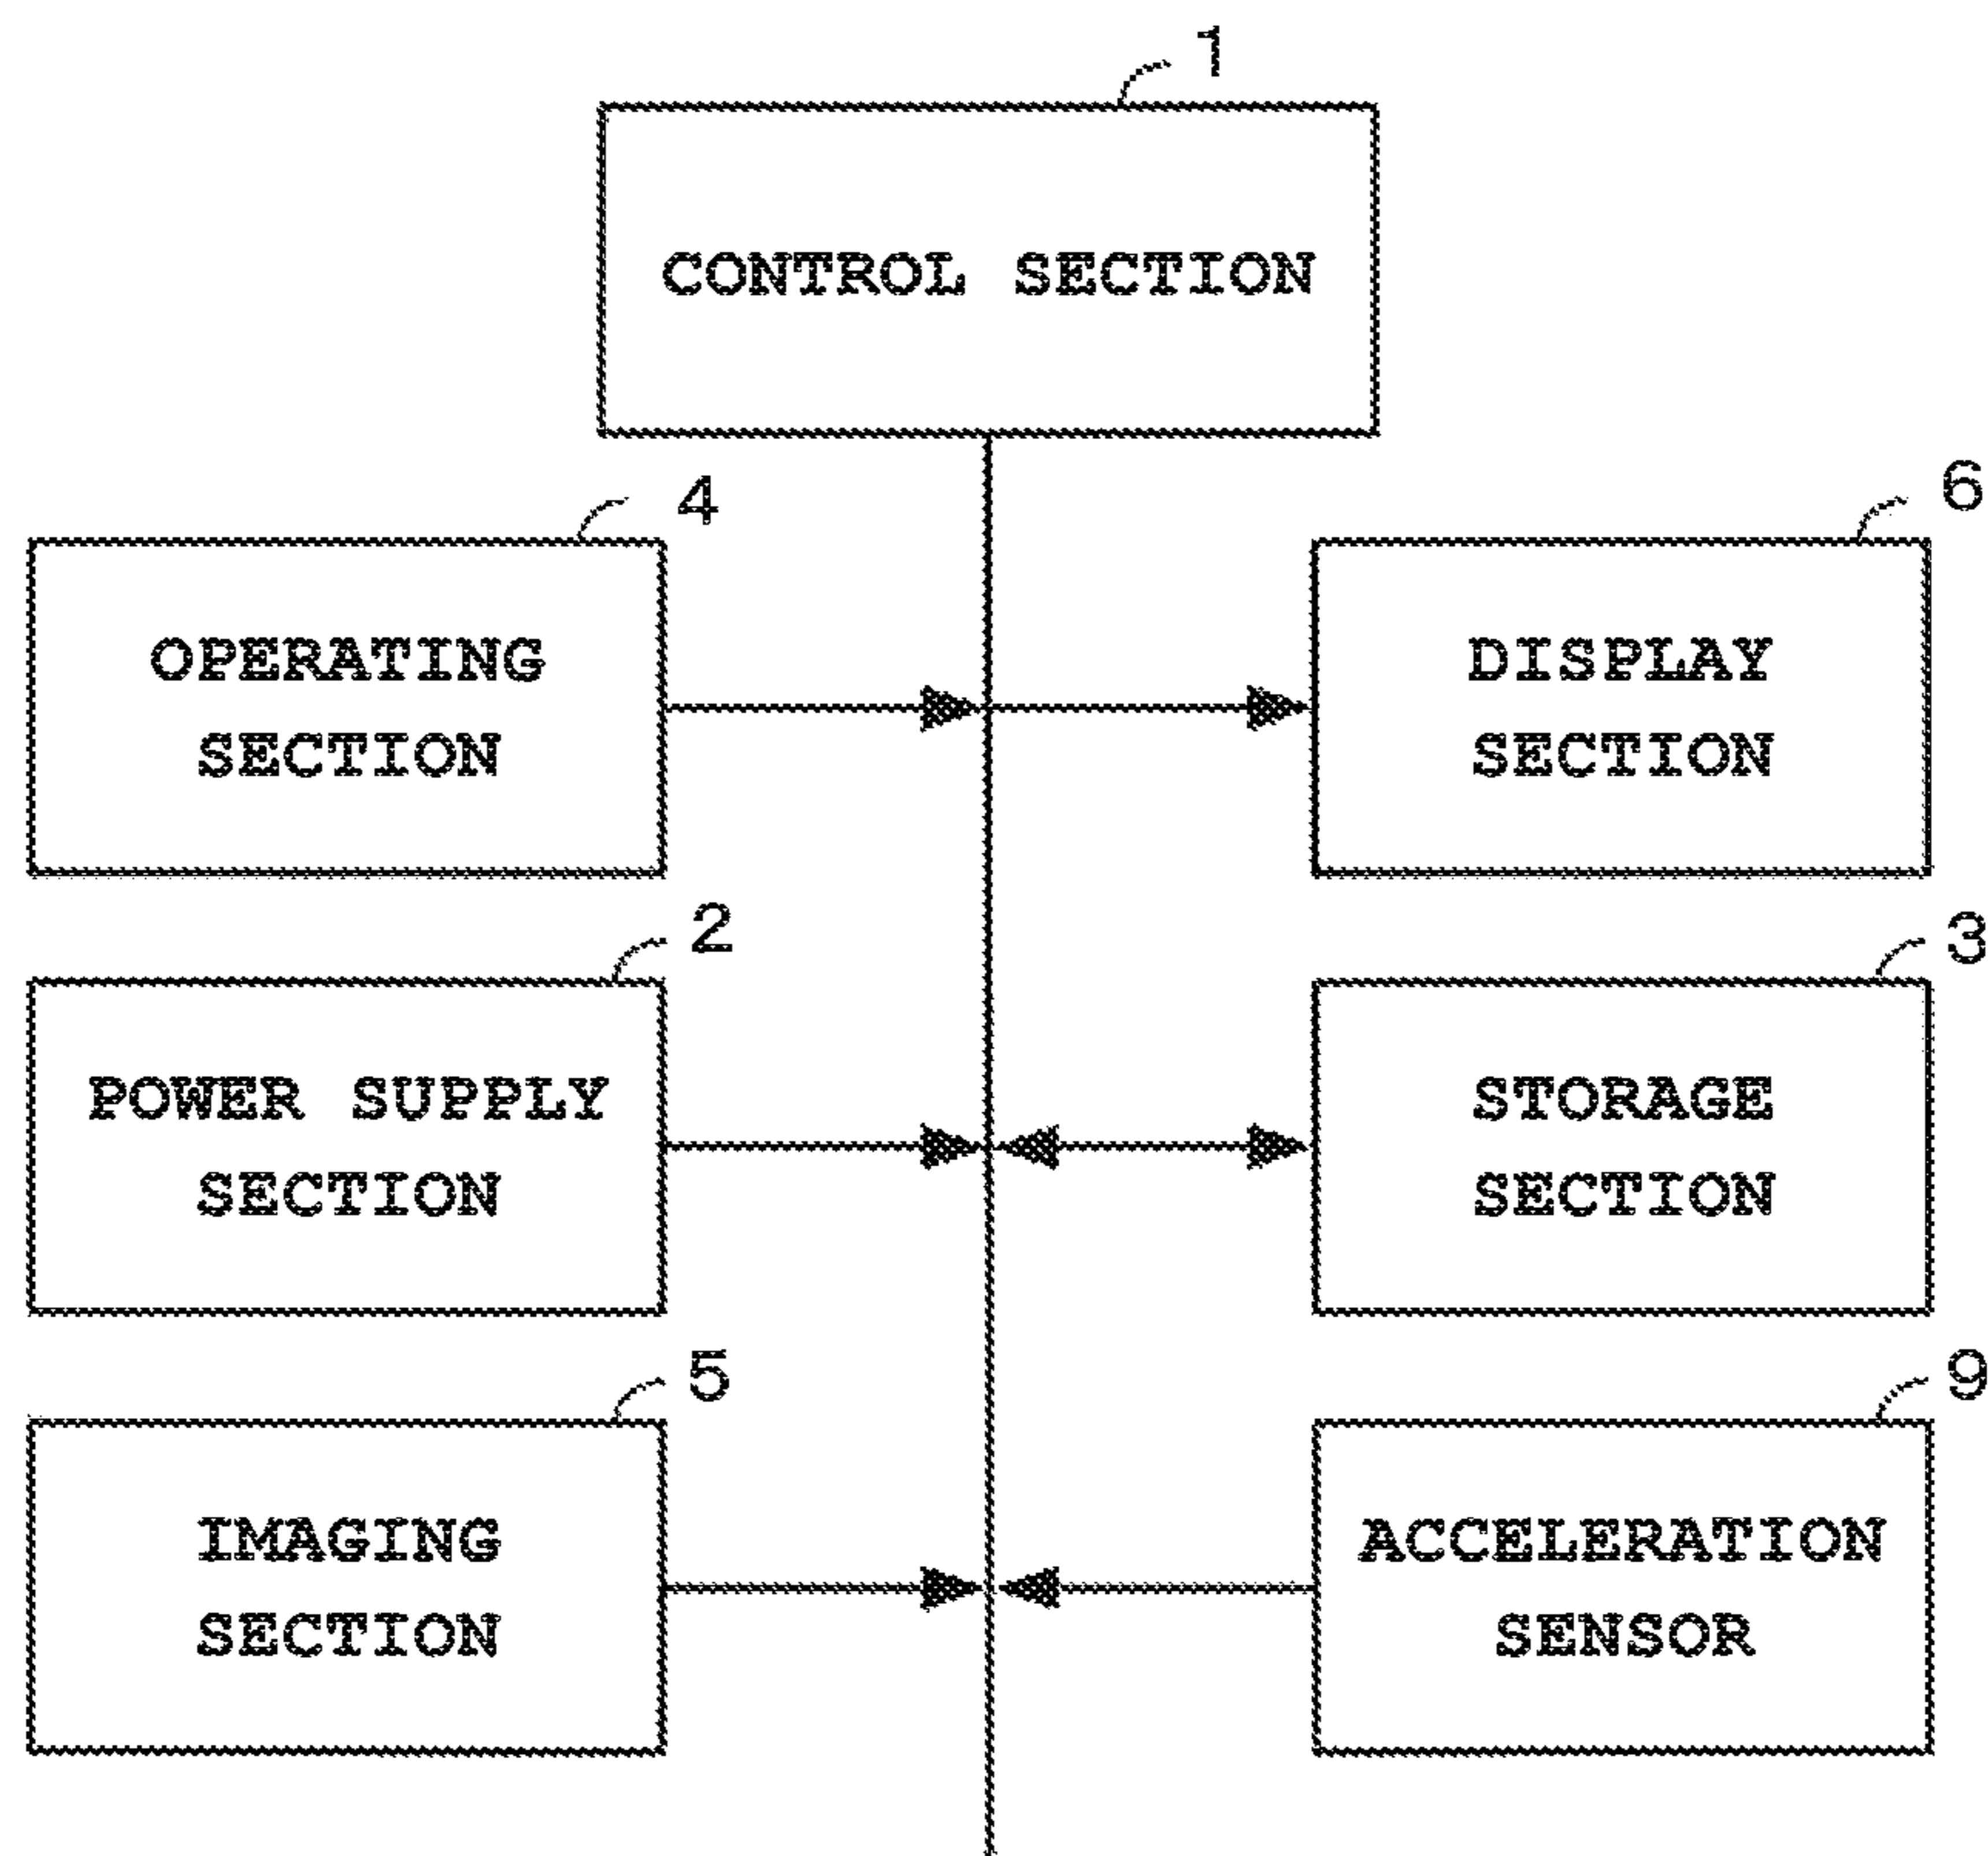 1
CONTROL SECTION
4
OPERATING
SECTION
6
DISPLAY
SECTION
2
POWER SUPPLY
SECTION
3
STORAGE
SECTION
5
IMAGING
SECTION
9
ACCELERATION
SENSOR